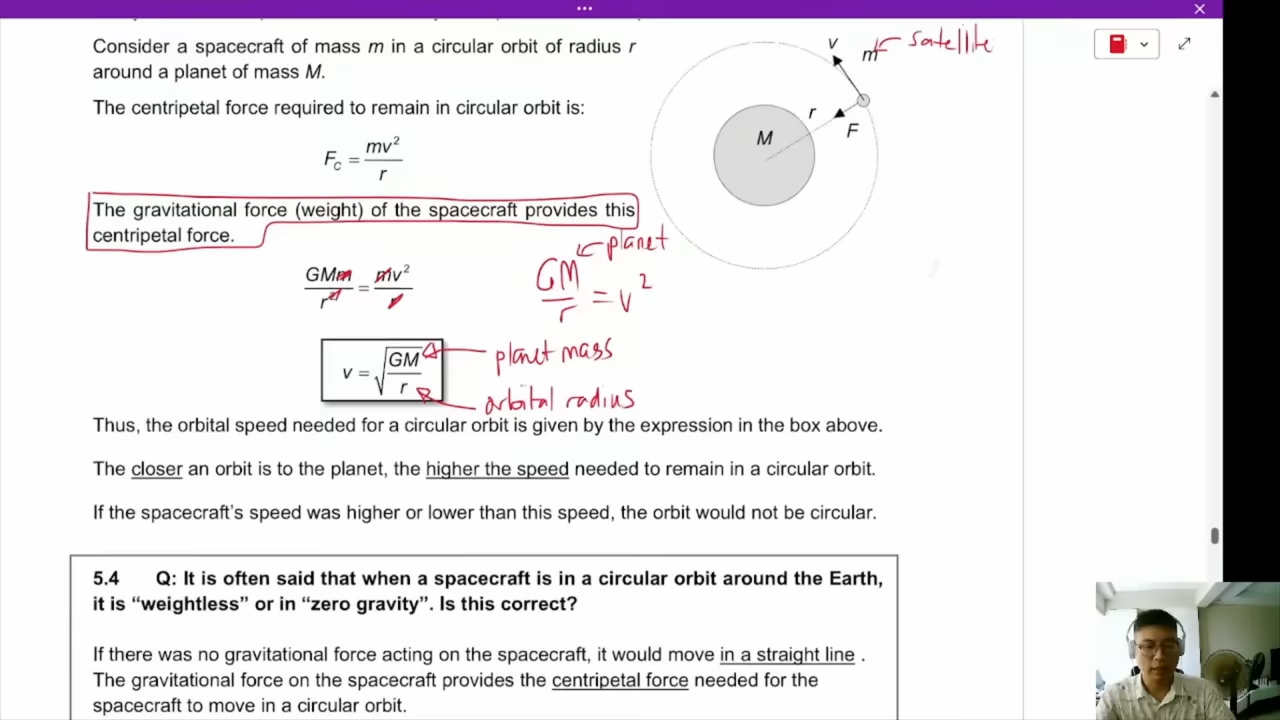 Consider a spacecraft of mass m in a circular orbit of radius r
around a planet of mass M.
The centripetal force required to remain in circular orbit is:
F_C = mv²/r
The gravitational force (weight) of the spacecraft provides this
centripetal force.
GMm/r² = mv²/r
GM/r = v²
planet
v = √(GM/r)
planet mass
orbital radius
v
m
satellite
r
F
M
Thus, the orbital speed needed for a circular orbit is given by the expression in the box above.
The closer an orbit is to the planet, the higher the speed needed to remain in a circular orbit.
If the spacecraft's speed was higher or lower than this speed, the orbit would not be circular.
5.4 Q: It is often said that when a spacecraft is in a circular orbit around the Earth,
it is “weightless” or in “zero gravity”. Is this correct?
If there was no gravitational force acting on the spacecraft, it would move in a straight line .
The gravitational force on the spacecraft provides the centripetal force needed for the
spacecraft to move in a circular orbit.